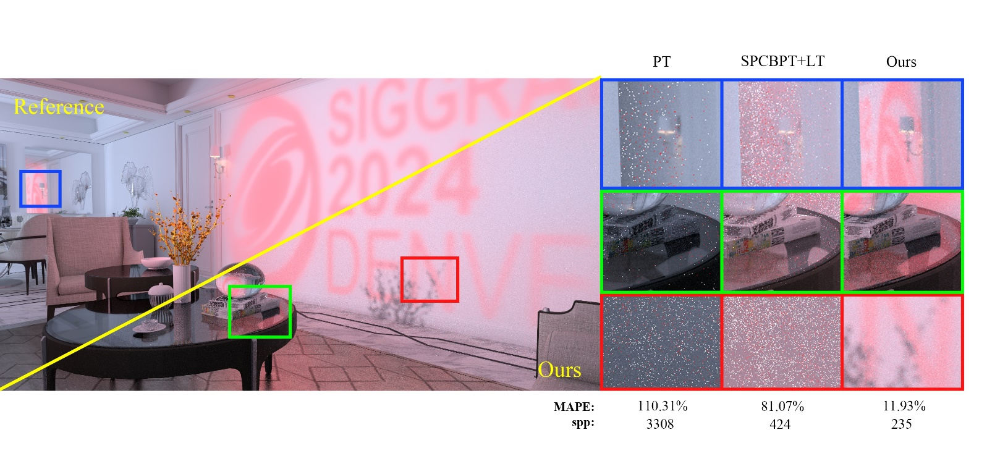 PT SPCBPT+LT Ours
Reference
SIGGRA
2024
DENVE
Ours
MAPE: 110.31% 81.07% 11.93%
spp: 3308 424 235